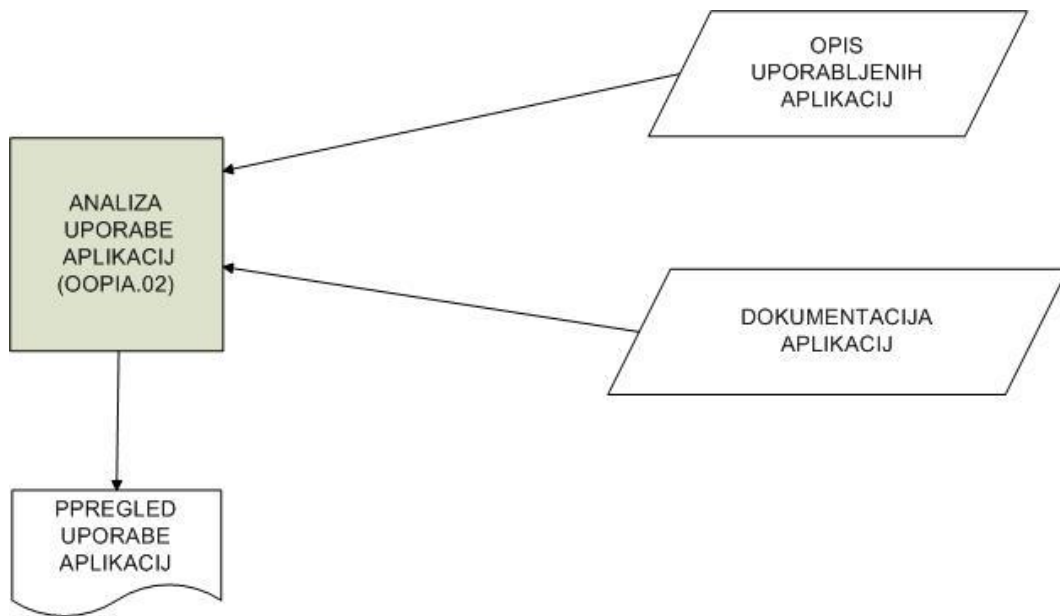 OPIS
UPORABLJENIH
APLIKACIJ
ANALIZA
UPORABE
APLIKACIJ
(OOPIA.02)
DOKUMENTACIJA
APLIKACIJ
PPREGLED
UPORABE
APLIKACIJ